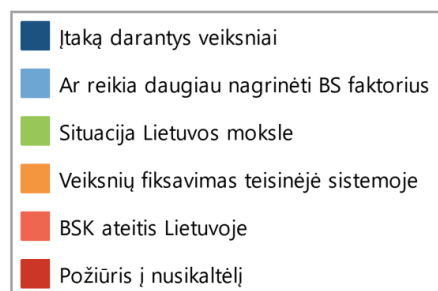 Įtaką darantys veiksniai
Ar reikia daugiau nagrinėti BS faktorius
Situacija Lietuvos moksle
Veiksnių fiksavimas teisinėjė sistemoje
BSK ateitis Lietuvoje
Požiūris į nusikaltėlį